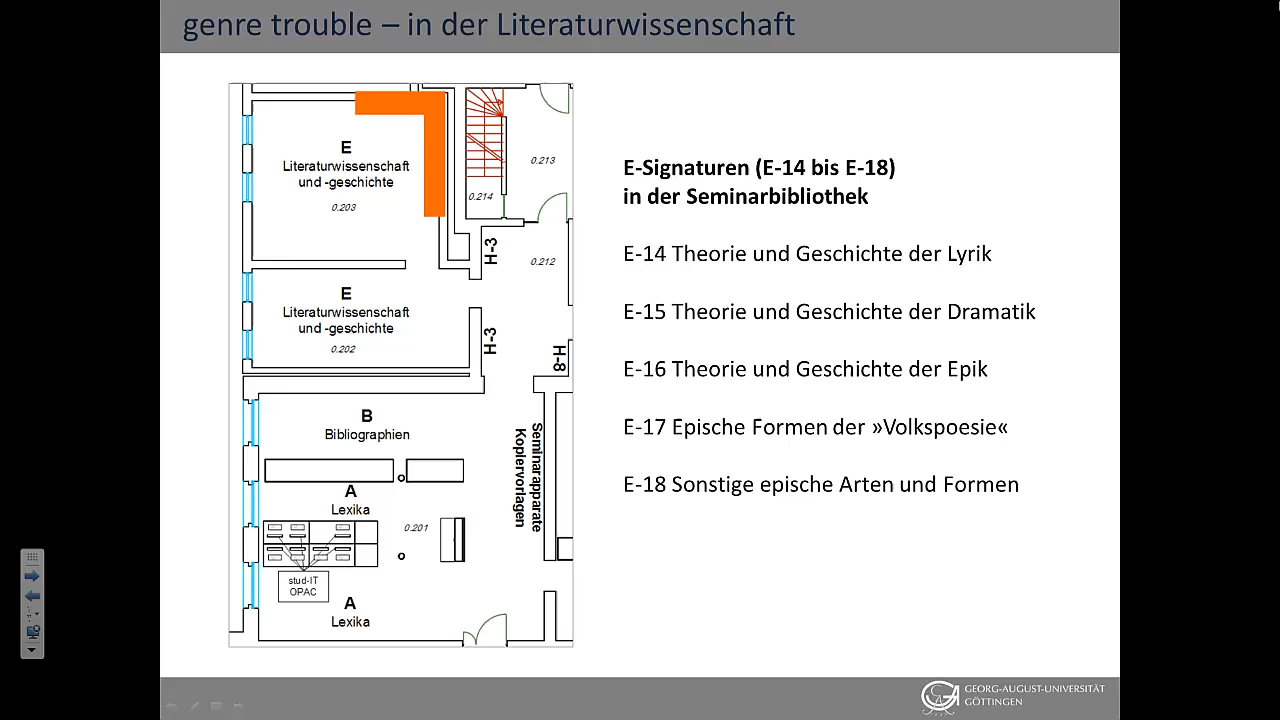 genre trouble – in der Literaturwissenschaft
E
Literaturwissenschaft
und -geschichte
0.203
0.214
0.213
H-3
0.212
E
Literaturwissenschaft
und -geschichte
0.202
H-3
H-8
B
Bibliographien
Seminarapparate
Kopiervorlagen
A
Lexika
0.201
stud-IT
OPAC
A
Lexika
E-Signaturen (E-14 bis E-18)
in der Seminarbibliothek
E-14 Theorie und Geschichte der Lyrik
E-15 Theorie und Geschichte der Dramatik
E-16 Theorie und Geschichte der Epik
E-17 Epische Formen der »Volkspoesie«
E-18 Sonstige epische Arten und Formen
GEORG-AUGUST-UNIVERSITÄT
GÖTTINGEN